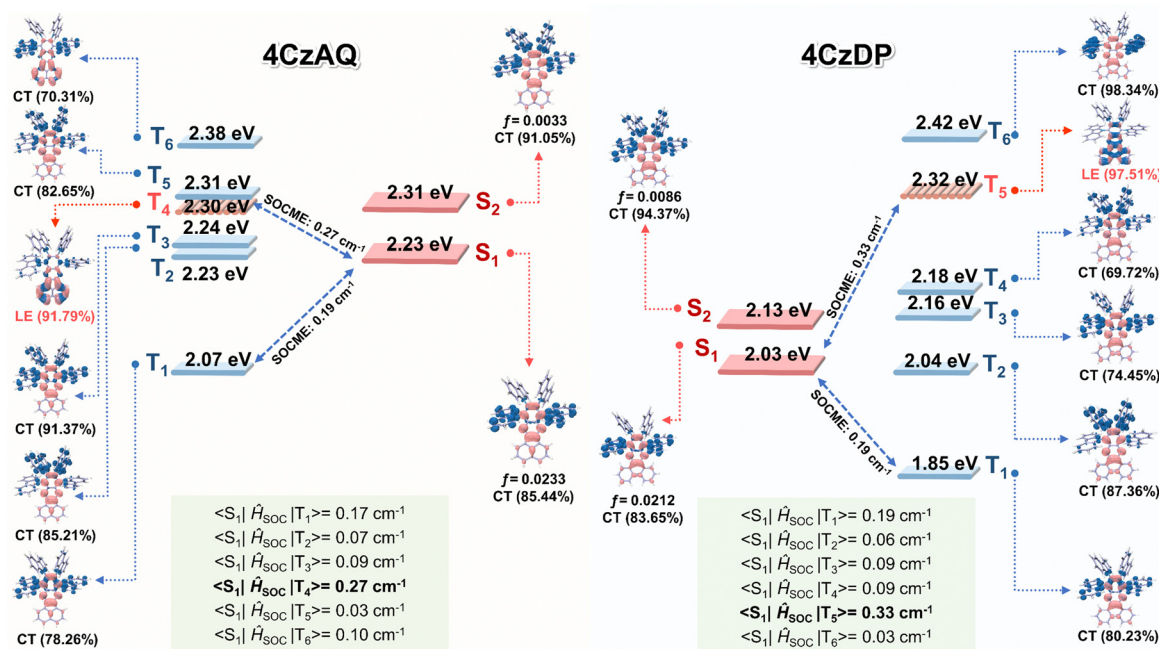 4CzAQ
CT (70.31%)
T6
2.38 eV
CT (82.65%)
T5
2.31 eV
T4
2.30 eV
LE (91.79%)
T3
2.24 eV
T2
2.23 eV
CT (91.37%)
CT (85.21%)
T1
2.07 eV
CT (78.26%)
SOCME: 0.27 cm-1
SOCME: 0.19 cm-1
2.31 eV
S2
2.23 eV
S1
f = 0.0033
CT (91.05%)
f = 0.0233
CT (85.44%)
<S1| ĤSOC |T1>= 0.17 cm-1
<S1| ĤSOC |T2>= 0.07 cm-1
<S1| ĤSOC |T3>= 0.09 cm-1
<S1| ĤSOC |T4>= 0.27 cm-1
<S1| ĤSOC |T5>= 0.03 cm-1
<S1| ĤSOC |T6>= 0.10 cm-1
4CzDP
f = 0.0086
CT (94.37%)
S2
2.13 eV
S1
2.03 eV
f = 0.0212
CT (83.65%)
SOCME: 0.33 cm-1
SOCME: 0.19 cm-1
2.42 eV
T6
CT (98.34%)
2.32 eV
T5
LE (97.51%)
2.18 eV
T4
CT (69.72%)
2.16 eV
T3
CT (74.45%)
2.04 eV
T2
CT (87.36%)
1.85 eV
T1
CT (80.23%)
<S1| ĤSOC |T1>= 0.19 cm-1
<S1| ĤSOC |T2>= 0.06 cm-1
<S1| ĤSOC |T3>= 0.09 cm-1
<S1| ĤSOC |T4>= 0.09 cm-1
<S1| ĤSOC |T5>= 0.33 cm-1
<S1| ĤSOC |T6>= 0.03 cm-1